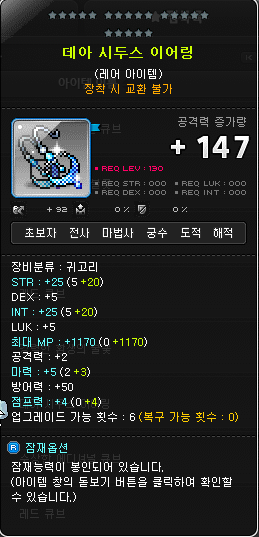 데아 시두스 이어링
(레어 아이템)
장착 시 교환 불가
큐브
공격력 증가량
+ 147
REQ LEV : 130
REQ STR : 000
REQ LUK : 000
REQ DEX : 000
REQ INT : 000
+ 92
0 %
0 %
초보자 전사 마법사 궁수 도적 해적
장비분류 : 귀고리
STR : +25 (5 +20)
DEX : +5
INT : +25 (5 +20)
LUK : +5
최대 MP : +1170 (0 +1170)
공격력 : +2
마력 : +5 (2 +3)
방어력 : +50
점프력 : +4 (0 +4)
업그레이드 가능 횟수 : 6 (복구 가능 횟수 : 0)
R 잠재옵션
잠재능력이 봉인되어 있습니다.
(아이템 창의 돋보기 버튼을 클릭하여 확인할
수 있습니다.)
레드 큐브